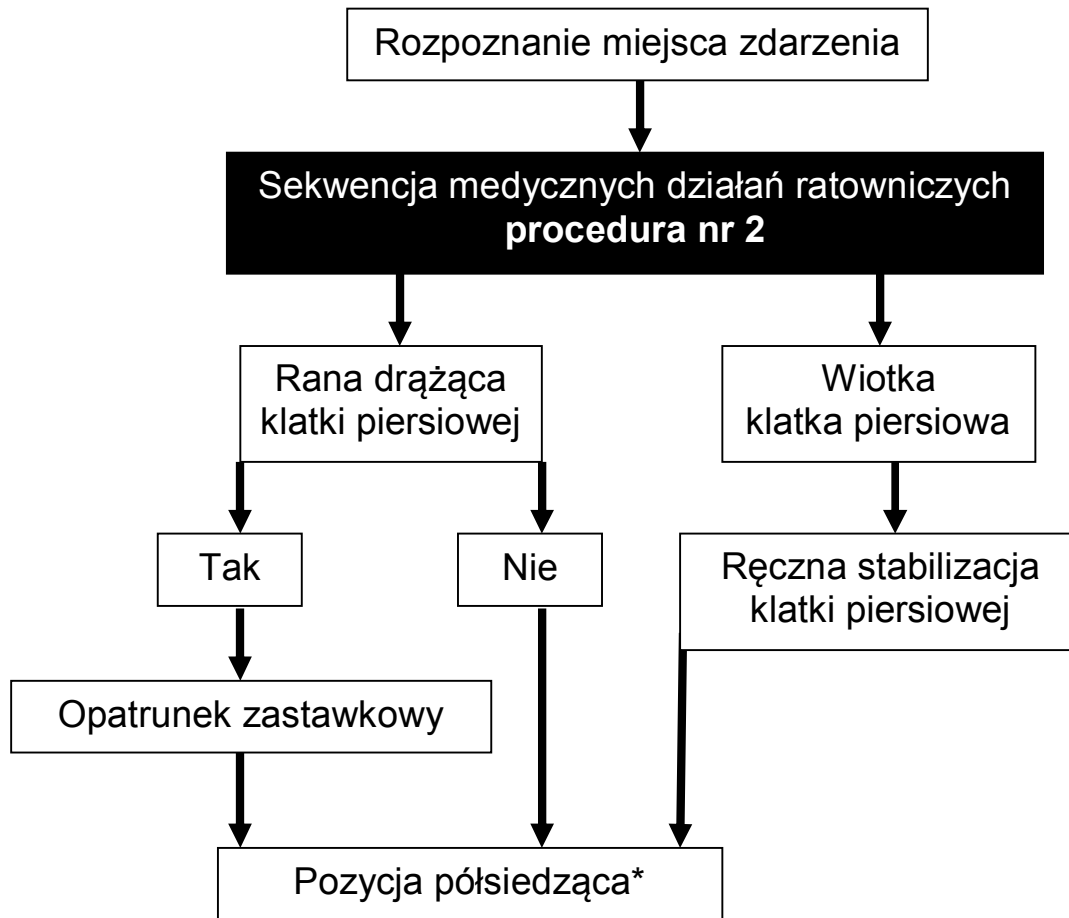 Rozpoznanie miejsca zdarzenia
Sekwencja medycznych działań ratowniczych
procedura nr 2
Rana drążąca
klatki piersiowej
Wiotka
klatka piersiowa
Tak
Nie
Ręczna stabilizacja
klatki piersiowej
Opatrunek zastawkowy
Pozycja półsiedząca*